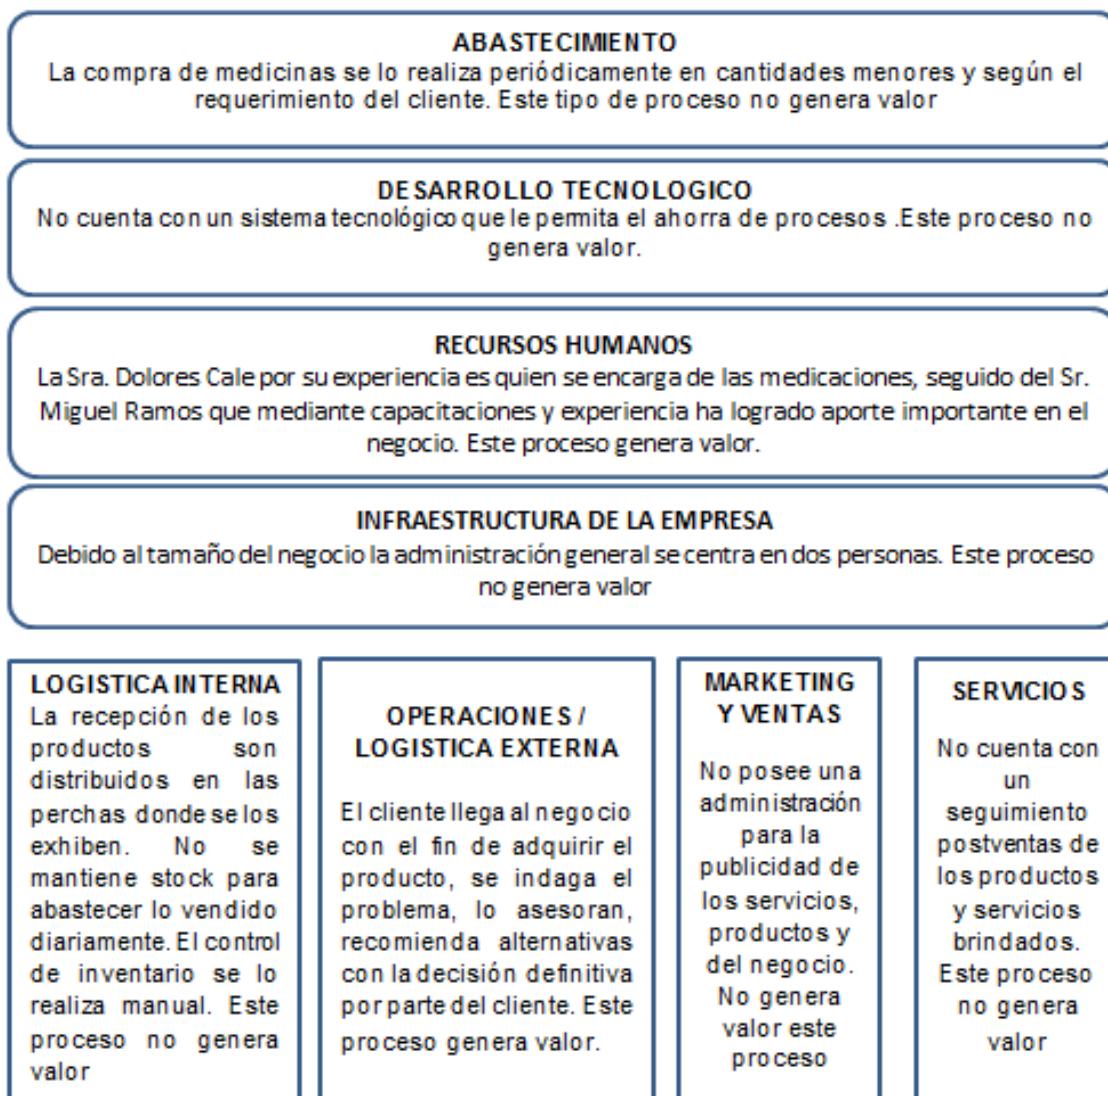 ABASTECIMIENTO
La compra de medicinas se lo realiza periódicamente en cantidades menores y según el
requerimiento del cliente. Este tipo de proceso no genera valor
DESARROLLO TECNOLOGICO
No cuenta con un sistema tecnológico que le permita el ahorra de procesos .Este proceso no
genera valor.
RECURSOS HUMANOS
La Sra. Dolores Cale por su experiencia es quien se encarga de las medicaciones, seguido del Sr.
Miguel Ramos que mediante capacitaciones y experiencia ha logrado aporte importante en el
negocio. Este proceso genera valor.
INFRAESTRUCTURA DE LA EMPRESA
Debido al tamaño del negocio la administración general se centra en dos personas. Este proceso
no genera valor
LOGISTICA INTERNA
La recepción de los
productos son
distribuidos en las
perchas donde se los
exhiben. No se
mantiene stock para
abastecer lo vendido
diariamente. El control
de inventario se lo
realiza manual. Este
proceso no genera
valor
OPERACIONES /
LOGISTICA EXTERNA
El cliente llega al negocio
con el fin de adquirir el
producto, se indaga el
problema, lo asesoran,
recomienda alternativas
con la decisión definitiva
por parte del cliente. Este
proceso genera valor.
MARKETING
Y VENTAS
No posee una
administración
para la
publicidad de
los servicios,
productos y
del negocio.
No genera
valor este
proceso
SERVICIOS
No cuenta con
un
seguimiento
postventas de
los productos
y servicios
brindados.
Este proceso
no genera
valor